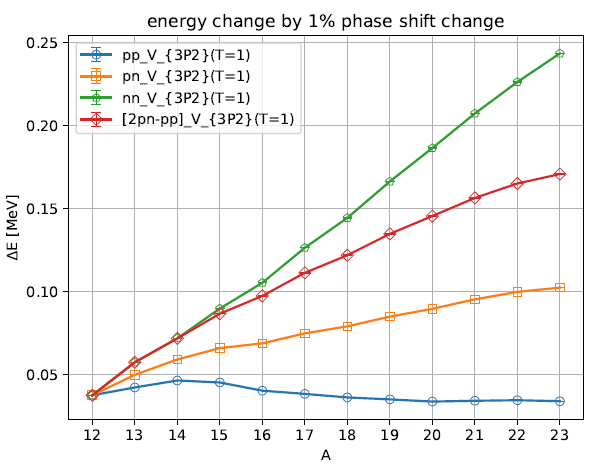 energy change by 1% phase shift change
0.25
0.20
0.15
0.10
0.05
ΔE [MeV]
pp_V_{3P2}(T=1)
pn_V_{3P2}(T=1)
nn_V_{3P2}(T=1)
[2pn-pp]_V_{3P2}(T=1)
12 13 14 15 16 17 18 19 20 21 22 23
A